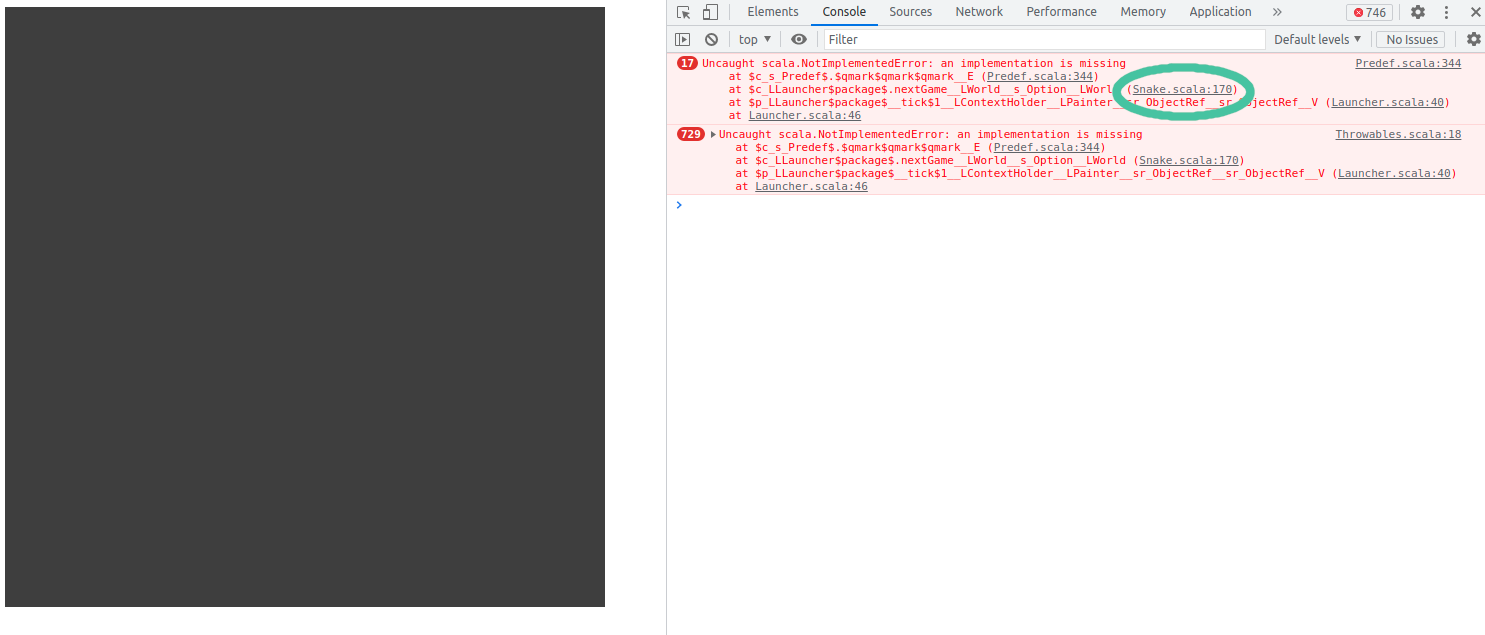 Elements Console Sources Network Performance Memory Application » 746
top Filter Default levels No Issues
17 Uncaught scala.NotImplementedError: an implementation is missing Predef.scala:344
at $c_s_Predef$.$qmark$qmark$qmark__E (Predef.scala:344)
at $c_LLauncher$package$.nextGame__LWorld__s_Option__LWorld (Snake.scala:170)
at $p_LLauncher$package$__tick$1__LContextHolder__LPainter__sr_ObjectRef__sr_ObjectRef__V (Launcher.scala:40)
at Launcher.scala:46
729 Uncaught scala.NotImplementedError: an implementation is missing Throwables.scala:18
at $c_s_Predef$.$qmark$qmark$qmark__E (Predef.scala:344)
at $c_LLauncher$package$.nextGame__LWorld__s_Option__LWorld (Snake.scala:170)
at $p_LLauncher$package$__tick$1__LContextHolder__LPainter__sr_ObjectRef__sr_ObjectRef__V (Launcher.scala:40)
at Launcher.scala:46